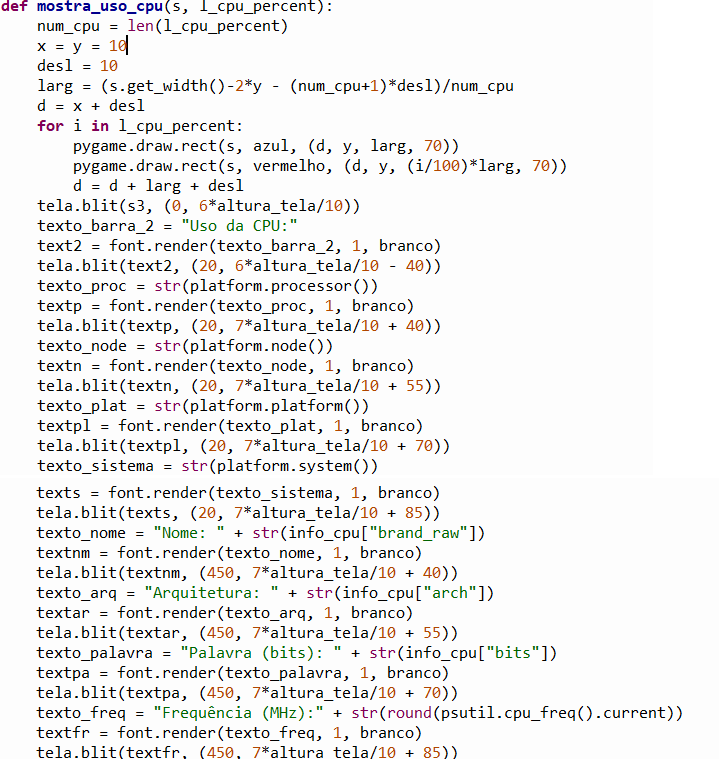 def mostra_uso_cpu(s, l_cpu_percent):
    num_cpu = len(l_cpu_percent)
    x = y = 10
    desl = 10
    larg = (s.get_width()-2*y - (num_cpu+1)*desl)/num_cpu
    d = x + desl
    for i in l_cpu_percent:
        pygame.draw.rect(s, azul, (d, y, larg, 70))
        pygame.draw.rect(s, vermelho, (d, y, (i/100)*larg, 70))
        d = d + larg + desl
    tela.blit(s3, (0, 6*altura_tela/10))
    texto_barra_2 = "Uso da CPU:"
    text2 = font.render(texto_barra_2, 1, branco)
    tela.blit(text2, (20, 6*altura_tela/10 - 40))
    texto_proc = str(platform.processor())
    textp = font.render(texto_proc, 1, branco)
    tela.blit(textp, (20, 7*altura_tela/10 + 40))
    texto_node = str(platform.node())
    textn = font.render(texto_node, 1, branco)
    tela.blit(textn, (20, 7*altura_tela/10 + 55))
    texto_plat = str(platform.platform())
    textpl = font.render(texto_plat, 1, branco)
    tela.blit(textpl, (20, 7*altura_tela/10 + 70))
    texto_sistema = str(platform.system())
    texts = font.render(texto_sistema, 1, branco)
    tela.blit(texts, (20, 7*altura_tela/10 + 85))
    texto_nome = "Nome: " + str(info_cpu["brand_raw"])
    textnm = font.render(texto_nome, 1, branco)
    tela.blit(textnm, (450, 7*altura_tela/10 + 40))
    texto_arq = "Arquitetura: " + str(info_cpu["arch"])
    textar = font.render(texto_arq, 1, branco)
    tela.blit(textar, (450, 7*altura_tela/10 + 55))
    texto_palavra = "Palavra (bits): " + str(info_cpu["bits"])
    textpa = font.render(texto_palavra, 1, branco)
    tela.blit(textpa, (450, 7*altura_tela/10 + 70))
    texto_freq = "Frequência (MHz):" + str(round(psutil.cpu_freq().current))
    textfr = font.render(texto_freq, 1, branco)
    tela.blit(textfr, (450, 7*altura_tela/10 + 85))